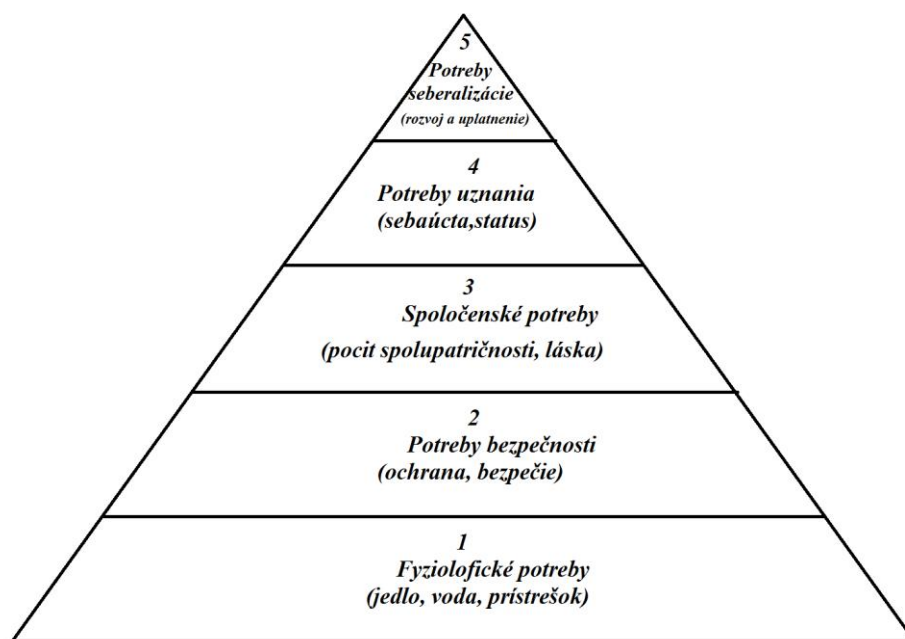 5
Potreby
seberalizácie
(rozvoj a uplatnenie)
4
Potreby uznania
(sebaúcta,status)
3
Spoločenské potreby
(pocit spolupatričnosti, láska)
2
Potreby bezpečnosti
(ochrana, bezpečie)
1
Fyziolofické potreby
(jedlo, voda, prístrešok)